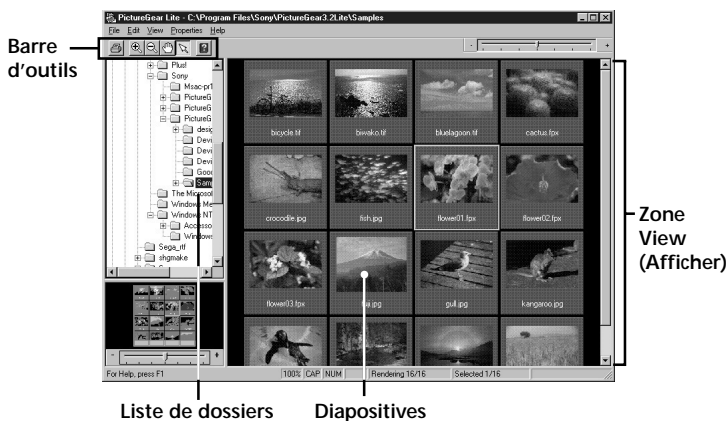 PictureGear Lite - C:\Program Files\Sony\PictureGear3.2Lite\Samples
File Edit View Properties Help
Barre
d'outils
- +
Plus!
Sony
Msac-pr1
PictureG
PictureG
PictureG
desig
Devi
Devi
Devi
Goo
Samp
The Microsof
Windows Me
Windows NT
Accesso
Windows
Sega_rtf
shgmake
bicycle.tif biwako.tif bluelagoon.tif cactus.fpx
crocodile.jpg fish.jpg flower01.fpx flower02.fpx
flower03.fpx fuji.jpg gull.jpg kangaroo.jpg
Zone
View
(Afficher)
- +
For Help, press F1 100% CAP NUM Rendering 16/16 Selected 1/16
Liste de dossiers Diapositives